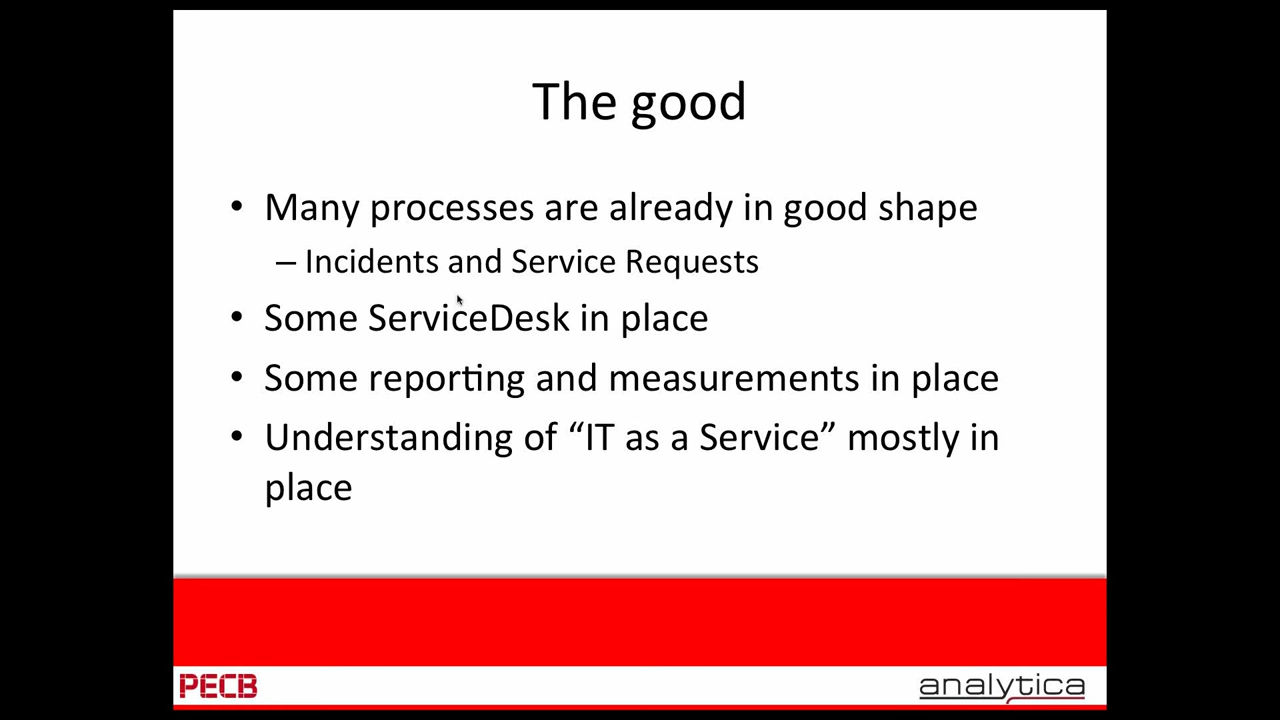 The good
• Many processes are already in good shape
– Incidents and Service Requests
• Some ServiceDesk in place
• Some reporting and measurements in place
• Understanding of “IT as a Service” mostly in
place
PECB
analytica